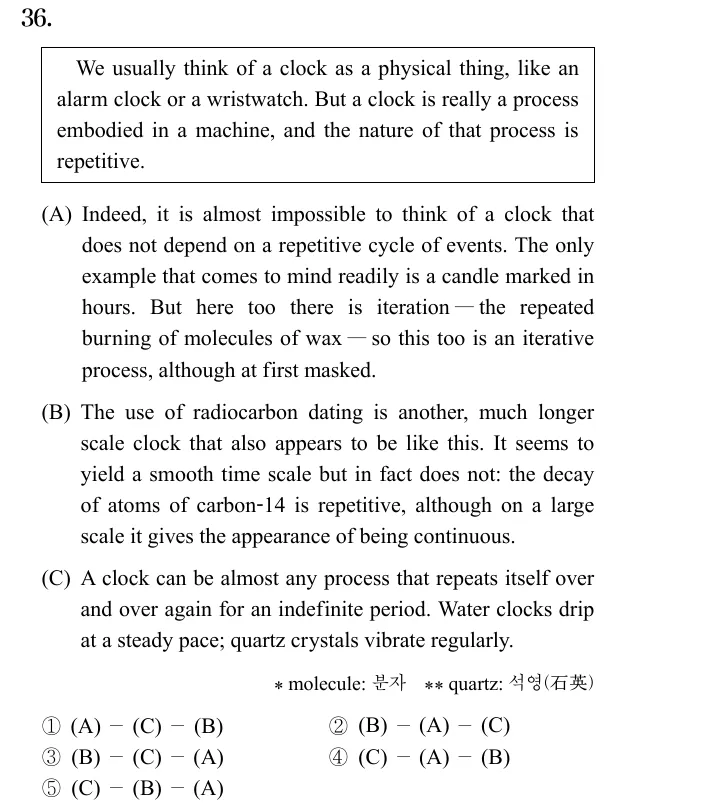 36.
We usually think of a clock as a physical thing, like an
alarm clock or a wristwatch. But a clock is really a process
embodied in a machine, and the nature of that process is
repetitive.
(A) Indeed, it is almost impossible to think of a clock that
does not depend on a repetitive cycle of events. The only
example that comes to mind readily is a candle marked in
hours. But here too there is iteration — the repeated
burning of molecules of wax — so this too is an iterative
process, although at first masked.
(B) The use of radiocarbon dating is another, much longer
scale clock that also appears to be like this. It seems to
yield a smooth time scale but in fact does not: the decay
of atoms of carbon-14 is repetitive, although on a large
scale it gives the appearance of being continuous.
(C) A clock can be almost any process that repeats itself over
and over again for an indefinite period. Water clocks drip
at a steady pace; quartz crystals vibrate regularly.
* molecule: 분자 ** quartz: 석영(石英)
① (A) − (C) − (B) ② (B) − (A) − (C)
③ (B) − (C) − (A) ④ (C) − (A) − (B)
⑤ (C) − (B) − (A)